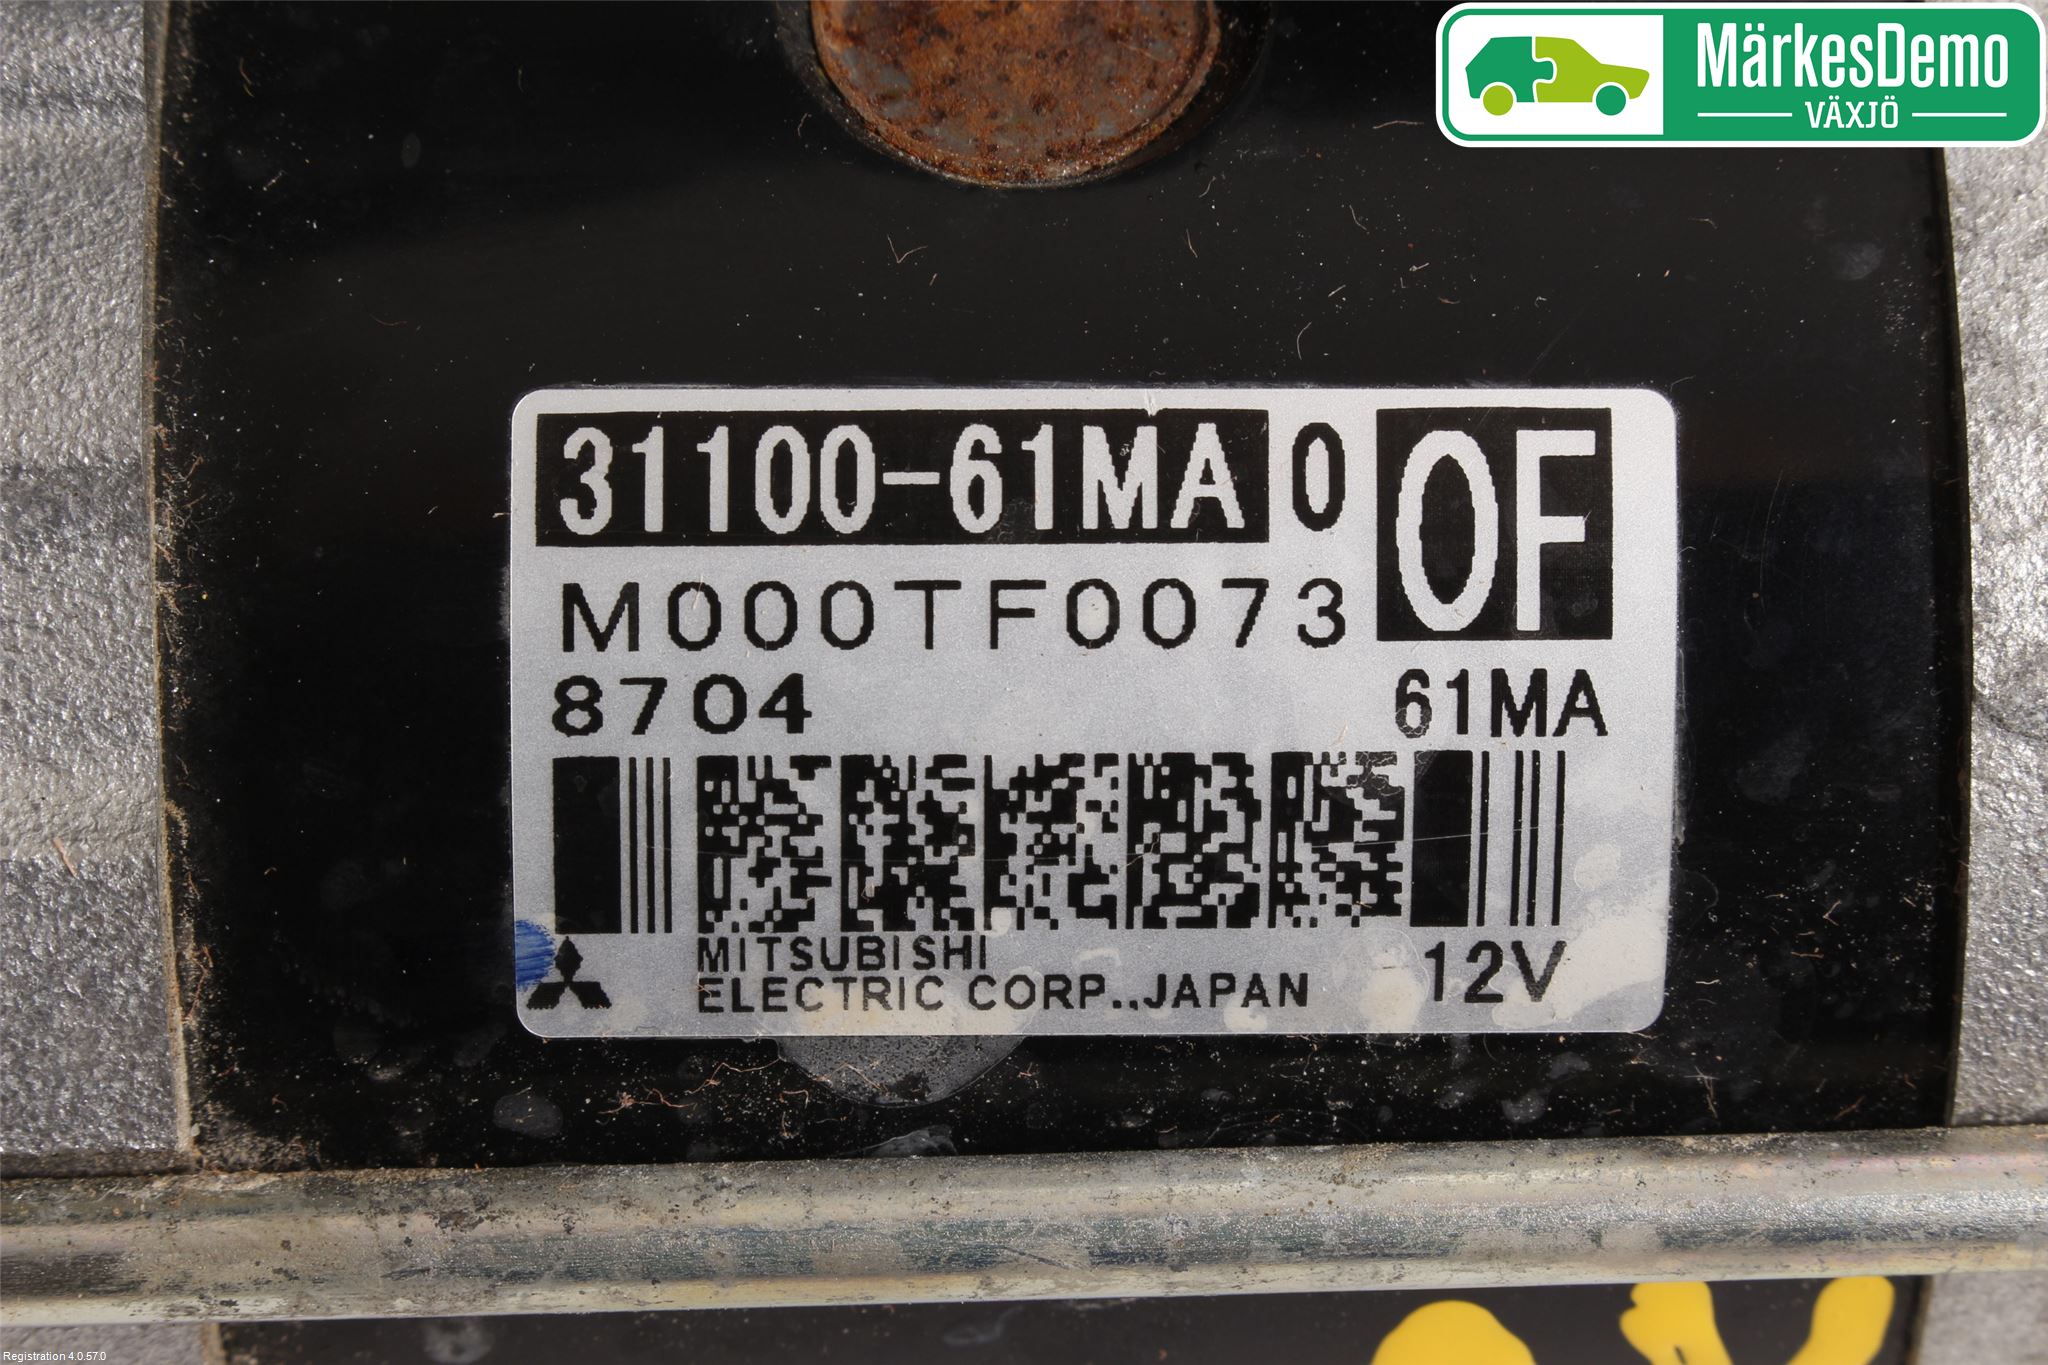 MärkesDemo
VÄXJÖ
31100-61MA 0 0F
M000TF0073
8704 61MA
MITSUBISHI
ELECTRIC CORP.,JAPAN 12V
Registration 4.0.57.0